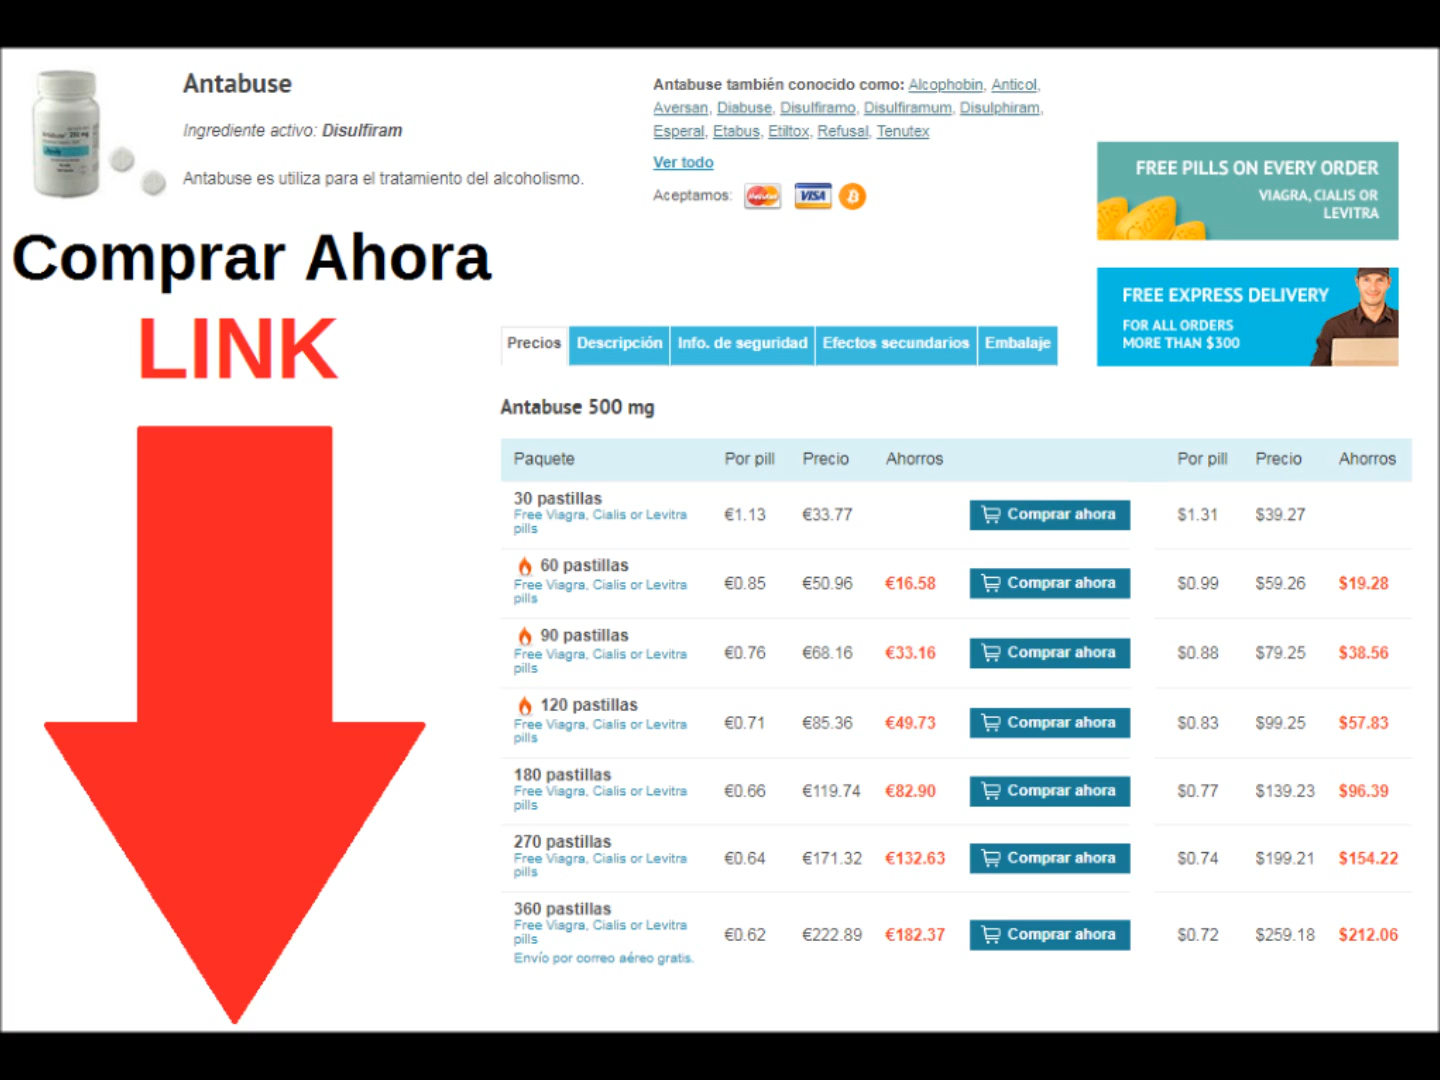 Antabuse
Ingrediente activo: Disulfiram
Antabuse es utiliza para el tratamiento del alcoholismo.
Antabuse también conocido como: Alcophobin, Anticol,
Aversan, Diabuse, Disulfiramo, Disulfiramum, Disulphiram,
Esperal, Etabus, Etiltox, Refusal, Tenutex
Ver todo
Aceptamos: VISA
FREE PILLS ON EVERY ORDER
VIAGRA, CIALIS OR
LEVITRA
Comprar Ahora
LINK
FREE EXPRESS DELIVERY
FOR ALL ORDERS
MORE THAN $300
Precios Descripción Info. de seguridad Efectos secundarios Embalaje
Antabuse 500 mg
Paquete Por pill Precio Ahorros Por pill Precio Ahorros
30 pastillas
Free Viagra, Cialis or Levitra
pills
€1.13 €33.77 Comprar ahora $1.31 $39.27
60 pastillas
Free Viagra, Cialis or Levitra
pills
€0.85 €50.96 €16.58 Comprar ahora $0.99 $59.26 $19.28
90 pastillas
Free Viagra, Cialis or Levitra
pills
€0.76 €68.16 €33.16 Comprar ahora $0.88 $79.25 $38.56
120 pastillas
Free Viagra, Cialis or Levitra
pills
€0.71 €85.36 €49.73 Comprar ahora $0.83 $99.25 $57.83
180 pastillas
Free Viagra, Cialis or Levitra
pills
€0.66 €119.74 €82.90 Comprar ahora $0.77 $139.23 $96.39
270 pastillas
Free Viagra, Cialis or Levitra
pills
€0.64 €171.32 €132.63 Comprar ahora $0.74 $199.21 $154.22
360 pastillas
Free Viagra, Cialis or Levitra
pills
Envío por correo aéreo gratis.
€0.62 €222.89 €182.37 Comprar ahora $0.72 $259.18 $212.06